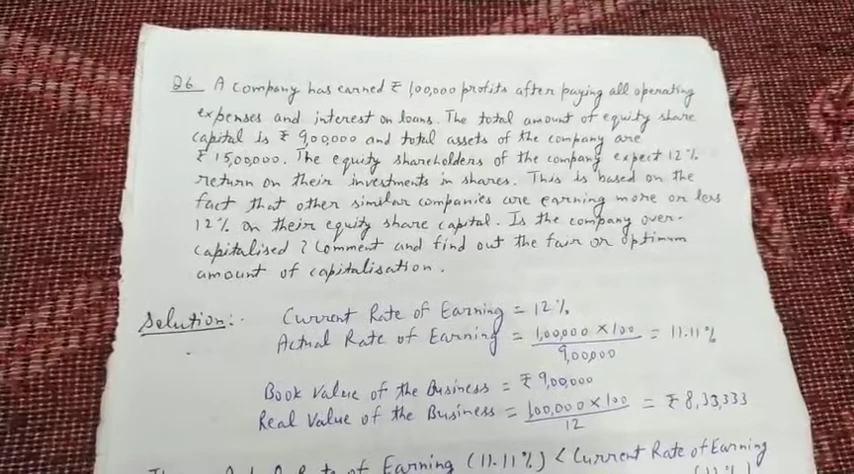 Q6 A company has earned ₹ 1,00,000 profits after paying all operating
expenses and interest on loans. The total amount of equity share
capital is ₹ 9,00,000 and total assets of the company are
₹ 15,00,000. The equity shareholders of the company expect 12%
return on their investments in shares. This is based on the
fact that other similar companies are earning more or less
12% on their equity share capital. Is the company over-
capitalised? Comment and find out the fair or optimum
amount of capitalisation.
Solution:- Current Rate of Earning = 12%
Actual Rate of Earning = 1,00,000 × 100 / 9,00,000 = 11.11%
Book Value of the Business = ₹ 9,00,000
Real Value of the Business = 1,00,000 × 100 / 12 = ₹ 8,33,333
Rate of Earning (11.11%) < Current Rate of Earning